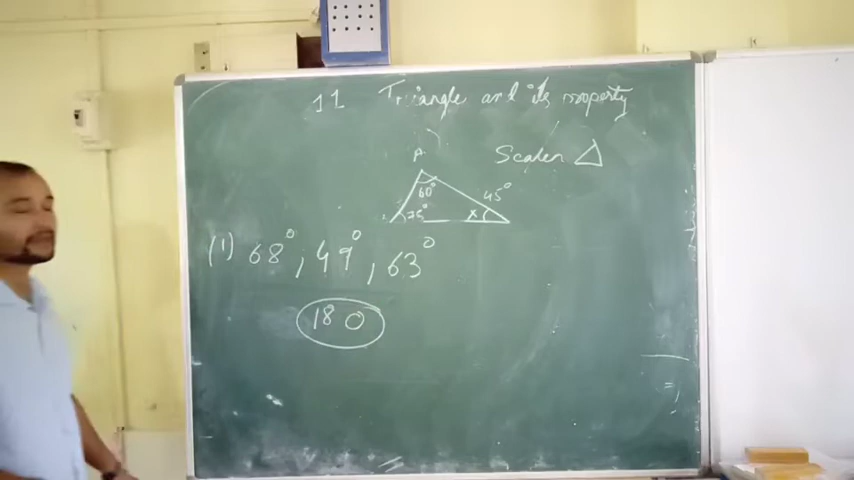 11 Triangle and its property
Scalen △
A
60°
75° x 45°
(1) 68°, 49°, 63°
180